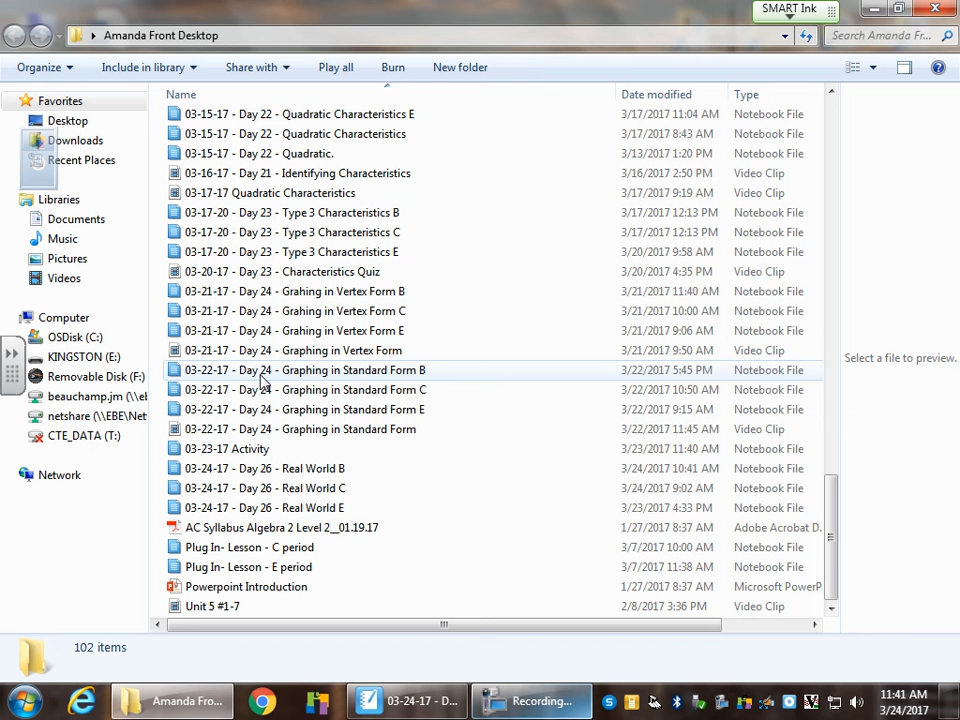 SMART Ink
Amanda Front Desktop
Search Amanda Fr...
Organize
Include in library
Share with
Play all
Burn
New folder
Favorites
Desktop
Downloads
Recent Places
Libraries
Documents
Music
Pictures
Videos
Computer
OSDisk (C:)
KINGSTON (E:)
Removable Disk (F:)
beauchamp.jm (\\
netshare (\\EBE\Net
CTE_DATA (T:)
Network
Name Date modified Type
03-15-17 - Day 22 - Quadratic Characteristics E 3/17/2017 11:04 AM Notebook File
03-15-17 - Day 22 - Quadratic Characteristics 3/17/2017 8:43 AM Notebook File
03-15-17 - Day 22 - Quadratic. 3/13/2017 1:20 PM Notebook File
03-16-17 - Day 21 - Identifying Characteristics 3/16/2017 2:50 PM Video Clip
03-17-17 Quadratic Characteristics 3/17/2017 9:19 AM Video Clip
03-17-20 - Day 23 - Type 3 Characteristics B 3/17/2017 12:13 PM Notebook File
03-17-20 - Day 23 - Type 3 Characteristics C 3/17/2017 12:13 PM Notebook File
03-17-20 - Day 23 - Type 3 Characteristics E 3/20/2017 9:58 AM Notebook File
03-20-17 - Day 23 - Characteristics Quiz 3/20/2017 4:35 PM Video Clip
03-21-17 - Day 24 - Grahing in Vertex Form B 3/21/2017 11:40 AM Notebook File
03-21-17 - Day 24 - Grahing in Vertex Form C 3/21/2017 10:00 AM Notebook File
03-21-17 - Day 24 - Grahing in Vertex Form E 3/21/2017 9:06 AM Notebook File
03-21-17 - Day 24 - Graphing in Vertex Form 3/21/2017 9:50 AM Video Clip
03-22-17 - Day 24 - Graphing in Standard Form B 3/22/2017 5:45 PM Notebook File
03-22-17 - Day 24 - Graphing in Standard Form C 3/22/2017 10:50 AM Notebook File
03-22-17 - Day 24 - Graphing in Standard Form E 3/22/2017 9:15 AM Notebook File
03-22-17 - Day 24 - Graphing in Standard Form 3/22/2017 11:45 AM Video Clip
03-23-17 Activity 3/24/2017 11:40 AM Notebook File
03-24-17 - Day 26 - Real World B 3/24/2017 10:41 AM Notebook File
03-24-17 - Day 26 - Real World C 3/24/2017 9:02 AM Notebook File
03-24-17 - Day 26 - Real World E 3/23/2017 4:33 PM Notebook File
AC Syllabus Algebra 2 Level 2__01.19.17 1/27/2017 8:37 AM Adobe Acrobat D.
Plug In- Lesson - C period 3/7/2017 10:00 AM Notebook File
Plug In- Lesson - E period 3/7/2017 11:38 AM Notebook File
Powerpoint Introduction 1/27/2017 8:37 AM Microsoft PowerP
Unit 5 #1-7 2/8/2017 3:36 PM Video Clip
Select a file to preview.
102 items
Amanda Fro...
03-24-17 - D...
Recording...
11:41 AM
3/24/2017